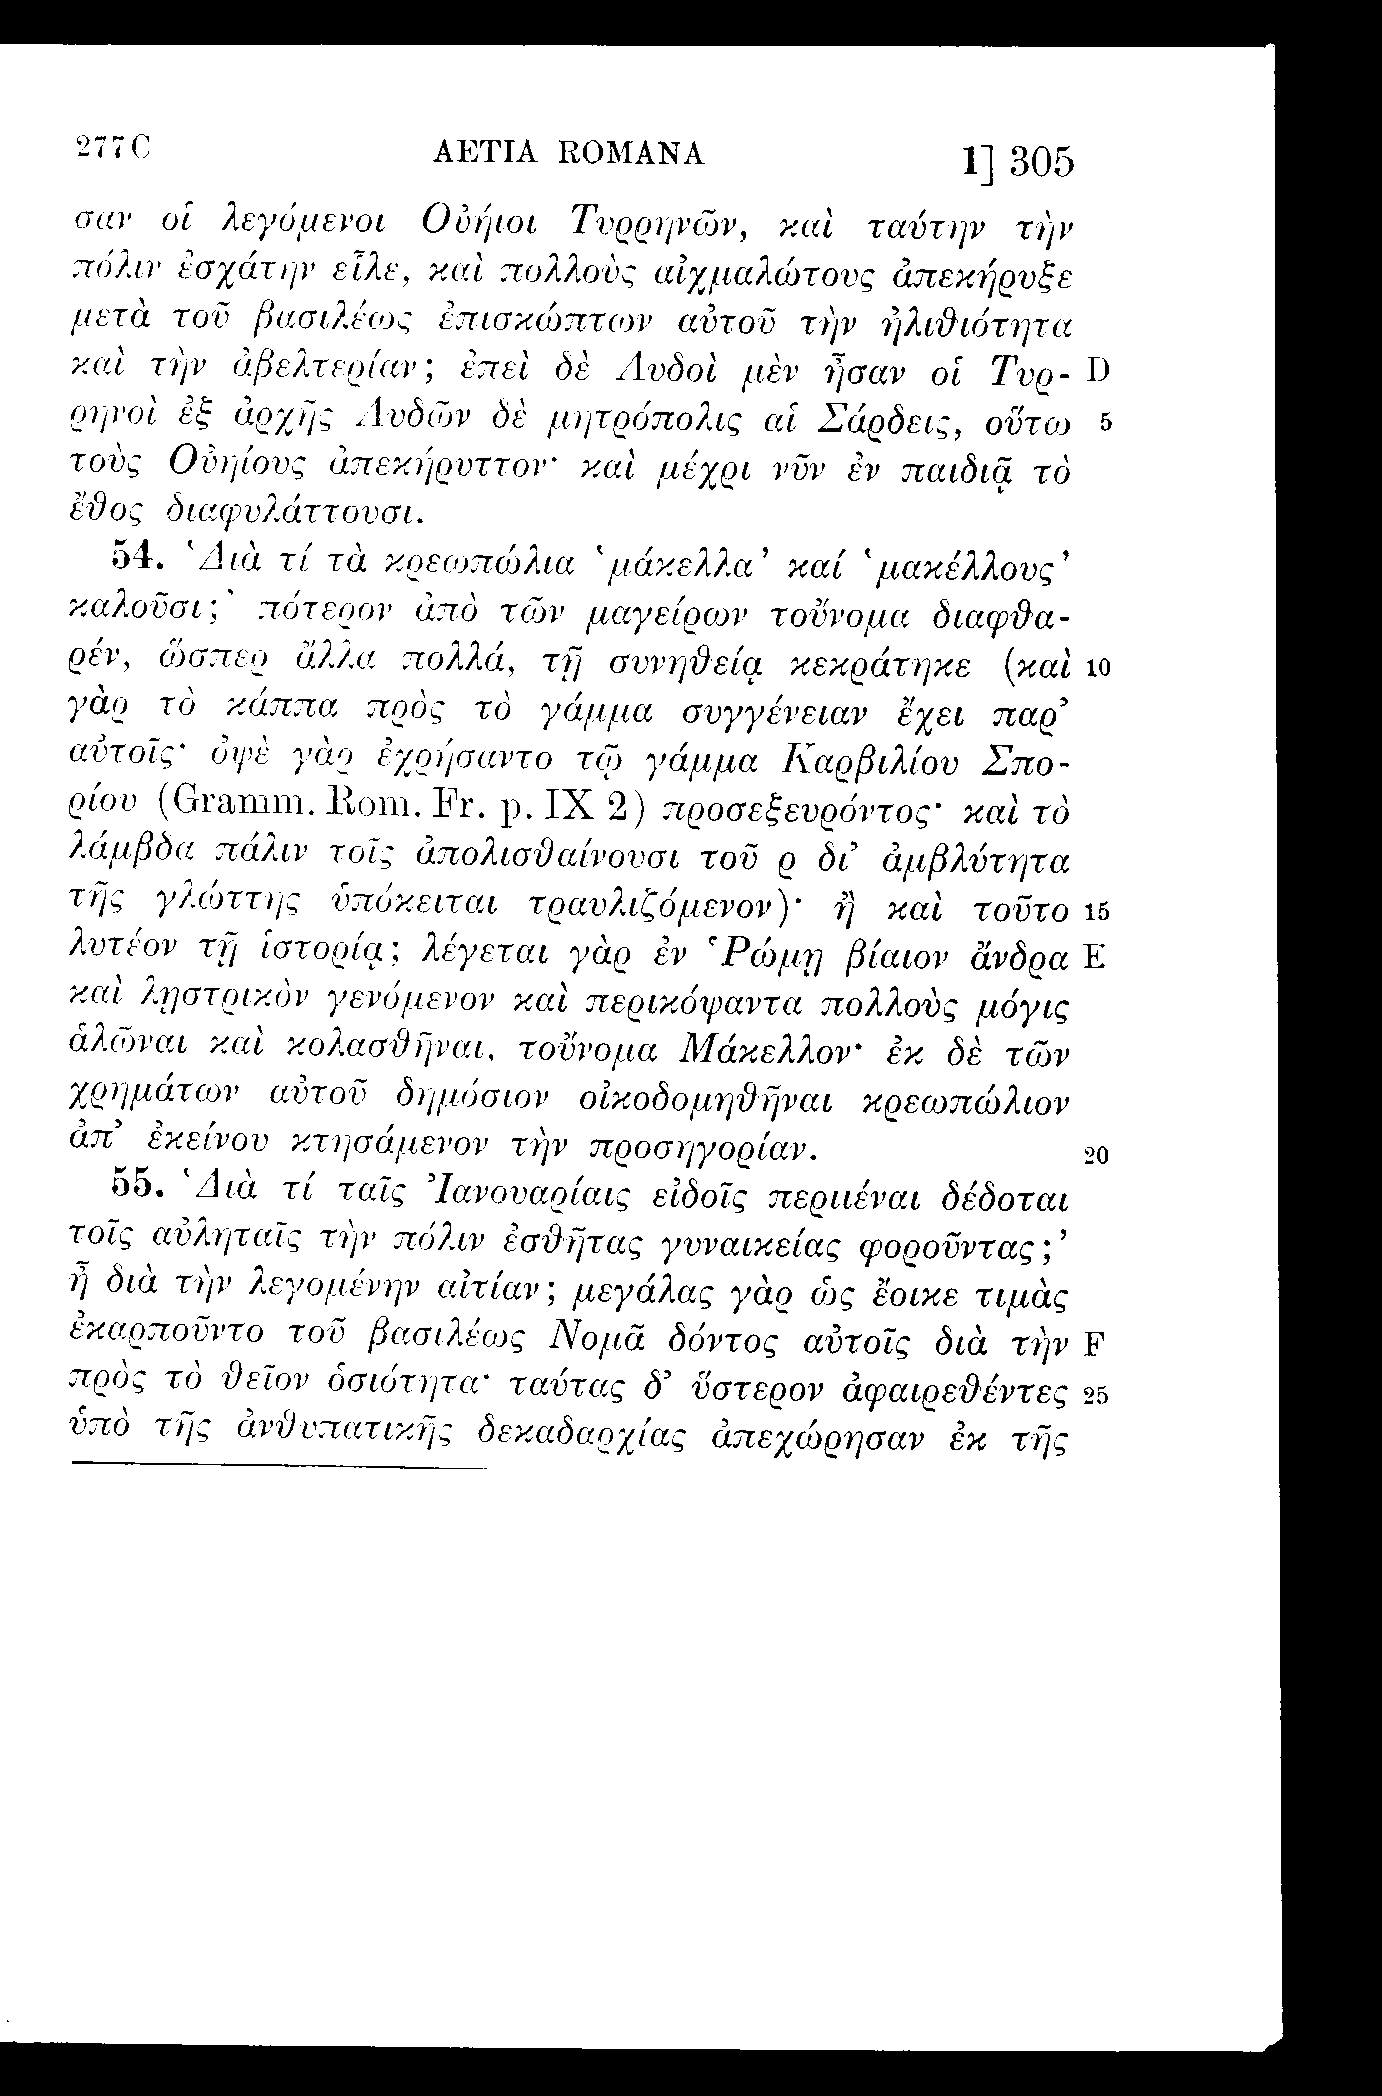 277C AETIA ROMANA 1] 305
σαν οἱ λεγόμενοι Οὐήιοι Τυρρηνῶν, καὶ ταύτην τὴν
πόλιν ἐσχάτην εἷλε, καὶ πολλοὺς αἰχμαλώτους ἀπεκήρυξε
μετὰ τοῦ βασιλέως ἐπισκώπτων αὐτοῦ τὴν ἠλιθιότητα
καὶ τὴν ἀβελτερίαν; ἐπεὶ δὲ Λυδοὶ μὲν ἦσαν οἱ Τυρ- D
ρηνοὶ ἐξ ἀρχῆς Λυδῶν δὲ μητρόπολις αἱ Σάρδεις, οὕτω 5
τοὺς Οὐηίους ἀπεκήρυττον· καὶ μέχρι νῦν ἐν παιδιᾷ τὸ
ἔθος διαφυλάττουσι.
54. ‘Διὰ τί τὰ κρεωπώλια ‘μάκελλα’ καί ‘μακέλλους’
καλοῦσι;’ πότερον ἀπὸ τῶν μαγείρων τοὔνομα διαφθα-
ρέν, ὥσπερ ἄλλα πολλά, τῇ συνηθείᾳ κεκράτηκε (καὶ 10
γὰρ τὸ κάππα πρὸς τὸ γάμμα συγγένειαν ἔχει παρ’
αὐτοῖς· ὀψὲ γὰρ ἐχρήσαντο τῷ γάμμα Καρβιλίου Σπο-
ρίου (Gramm. Rom. Fr. p. IX 2) προσεξευρόντος· καὶ τὸ
λάμβδα πάλιν τοῖς ἀπολισθαίνουσι τοῦ ρ δι’ ἀμβλύτητα
τῆς γλώττης ὑπόκειται τραυλιζόμενον)· ἢ καὶ τοῦτο 15
λυτέον τῇ ἱστορίᾳ; λέγεται γὰρ ἐν Ῥώμῃ βίαιον ἄνδρα E
καὶ λῃστρικὸν γενόμενον καὶ περικόψαντα πολλοὺς μόγις
ἁλῶναι καὶ κολασθῆναι, τοὔνομα Μάκελλον· ἐκ δὲ τῶν
χρημάτων αὐτοῦ δημόσιον οἰκοδομηθῆναι κρεωπώλιον
ἀπ’ ἐκείνου κτησάμενον τὴν προσηγορίαν. 20
55. ‘Διὰ τί ταῖς Ἰανουαρίαις εἰδοῖς περιιέναι δέδοται
τοῖς αὐληταῖς τὴν πόλιν ἐσθῆτας γυναικείας φοροῦντας;’
ἦ διὰ τὴν λεγομένην αἰτίαν; μεγάλας γὰρ ὡς ἔοικε τιμὰς
ἐκαρποῦντο τοῦ βασιλέως Νομᾶ δόντος αὐτοῖς διὰ τὴν F
πρὸς τὸ θεῖον ὁσιότητα· ταύτας δ’ ὕστερον ἀφαιρεθέντες 25
ὑπὸ τῆς ἀνθυπατικῆς δεκαδαρχίας ἀπεχώρησαν ἐκ τῆς